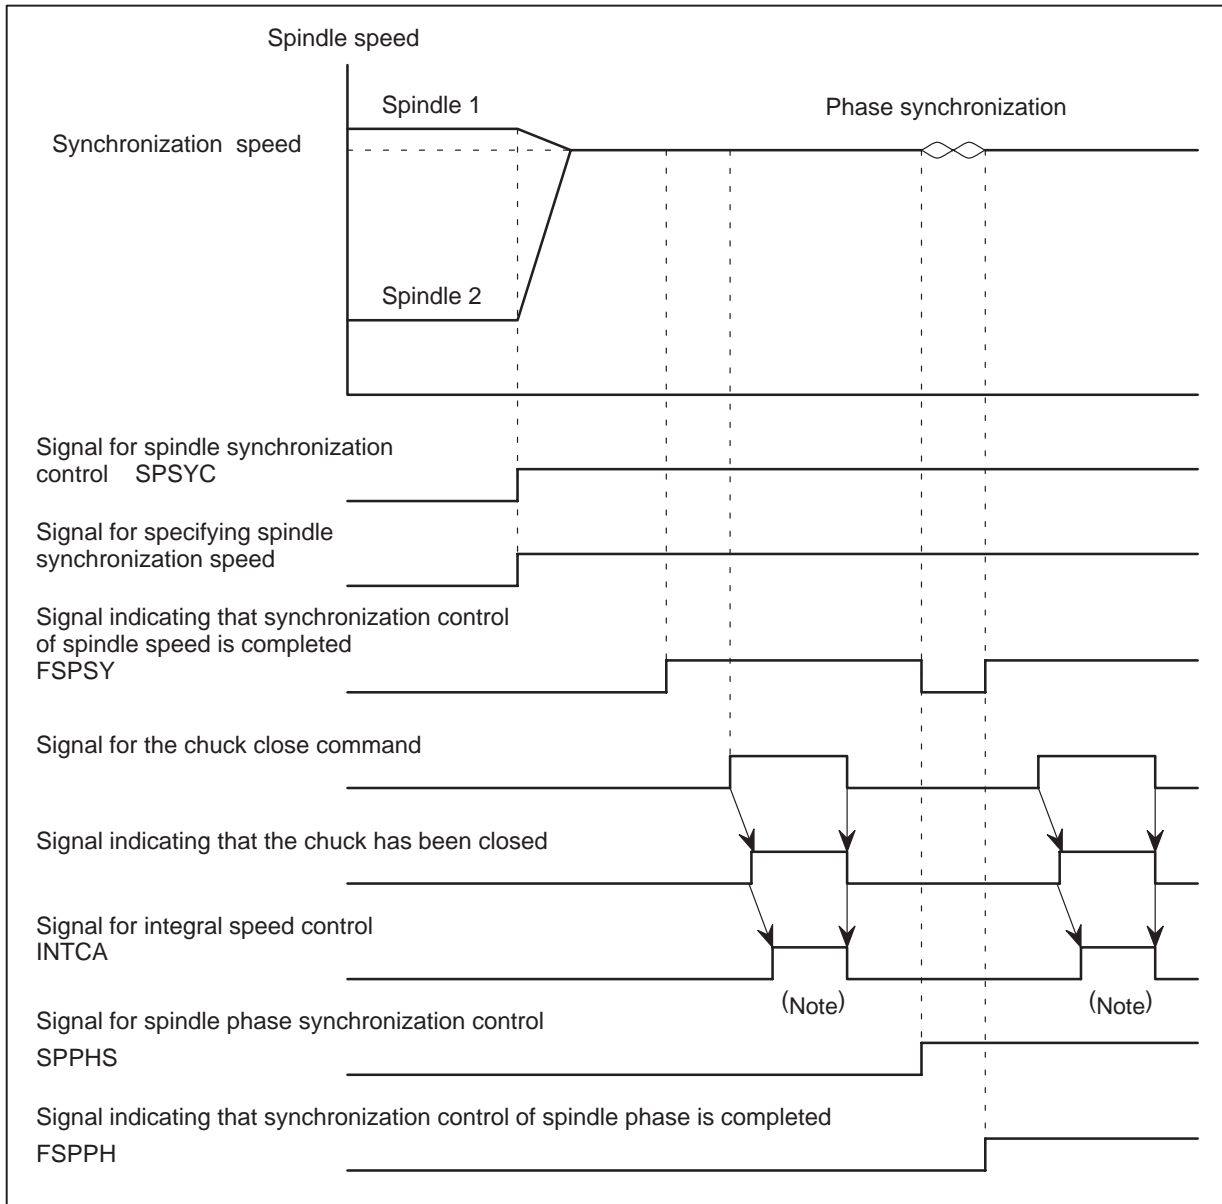 Spindle speed
Spindle 1
Phase synchronization
Synchronization speed
Spindle 2
Signal for spindle synchronization
control SPSYC
Signal for specifying spindle
synchronization speed
Signal indicating that synchronization control
of spindle speed is completed
FSPSY
Signal for the chuck close command
Signal indicating that the chuck has been closed
Signal for integral speed control
INTCA
(Note) (Note)
Signal for spindle phase synchronization control
SPPHS
Signal indicating that synchronization control of spindle phase is completed
FSPPH